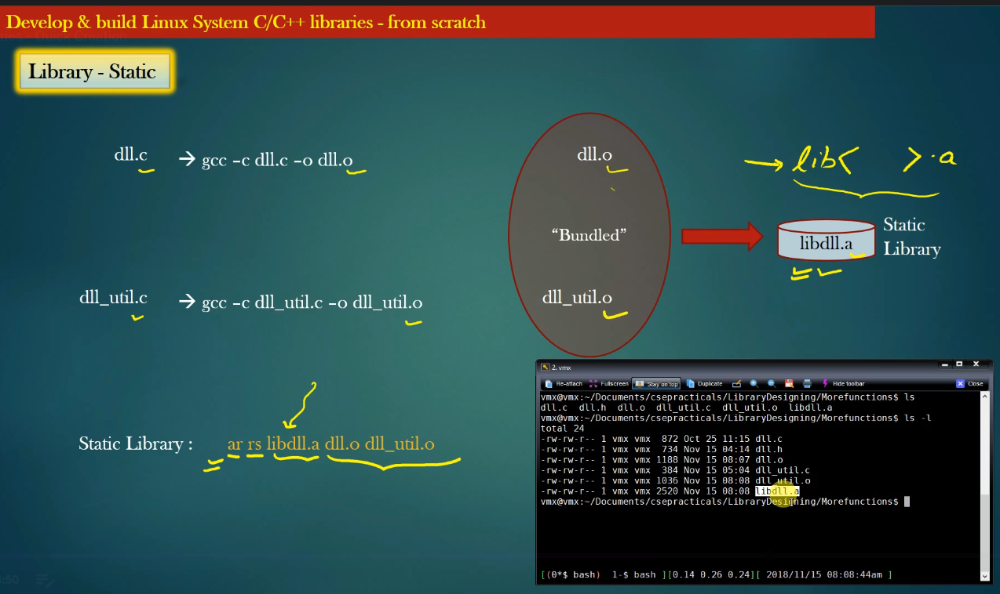 Develop & build Linux System C/C++ libraries - from scratch
Library - Static
dll.c → gcc –c dll.c –o dll.o
dll.o
lib< >.a
"Bundled"
libdll.a
Static
Library
dll_util.c → gcc –c dll_util.c –o dll_util.o
dll_util.o
Static Library : ar rs libdll.a dll.o dll_util.o
2. vmx
Re-attach Fullscreen Stay on top Duplicate Hide toolbar Close
vmx@vmx:~/Documents/csepracticals/LibraryDesigning/Morefunctions$ ls
dll.c dll.h dll.o dll_util.c dll_util.o libdll.a
vmx@vmx:~/Documents/csepracticals/LibraryDesigning/Morefunctions$ ls -l
total 24
-rw-rw-r-- 1 vmx vmx 872 Oct 25 11:15 dll.c
-rw-rw-r-- 1 vmx vmx 734 Nov 15 04:14 dll.h
-rw-rw-r-- 1 vmx vmx 1188 Nov 15 08:07 dll.o
-rw-rw-r-- 1 vmx vmx 384 Nov 15 05:04 dll_util.c
-rw-rw-r-- 1 vmx vmx 1036 Nov 15 08:08 dll_util.o
-rw-rw-r-- 1 vmx vmx 2520 Nov 15 08:08 libdll.a
vmx@vmx:~/Documents/csepracticals/LibraryDesigning/Morefunctions$
[(0*$ bash) 1-$ bash ][0.14 0.26 0.24][ 2018/11/15 08:08:44am ]